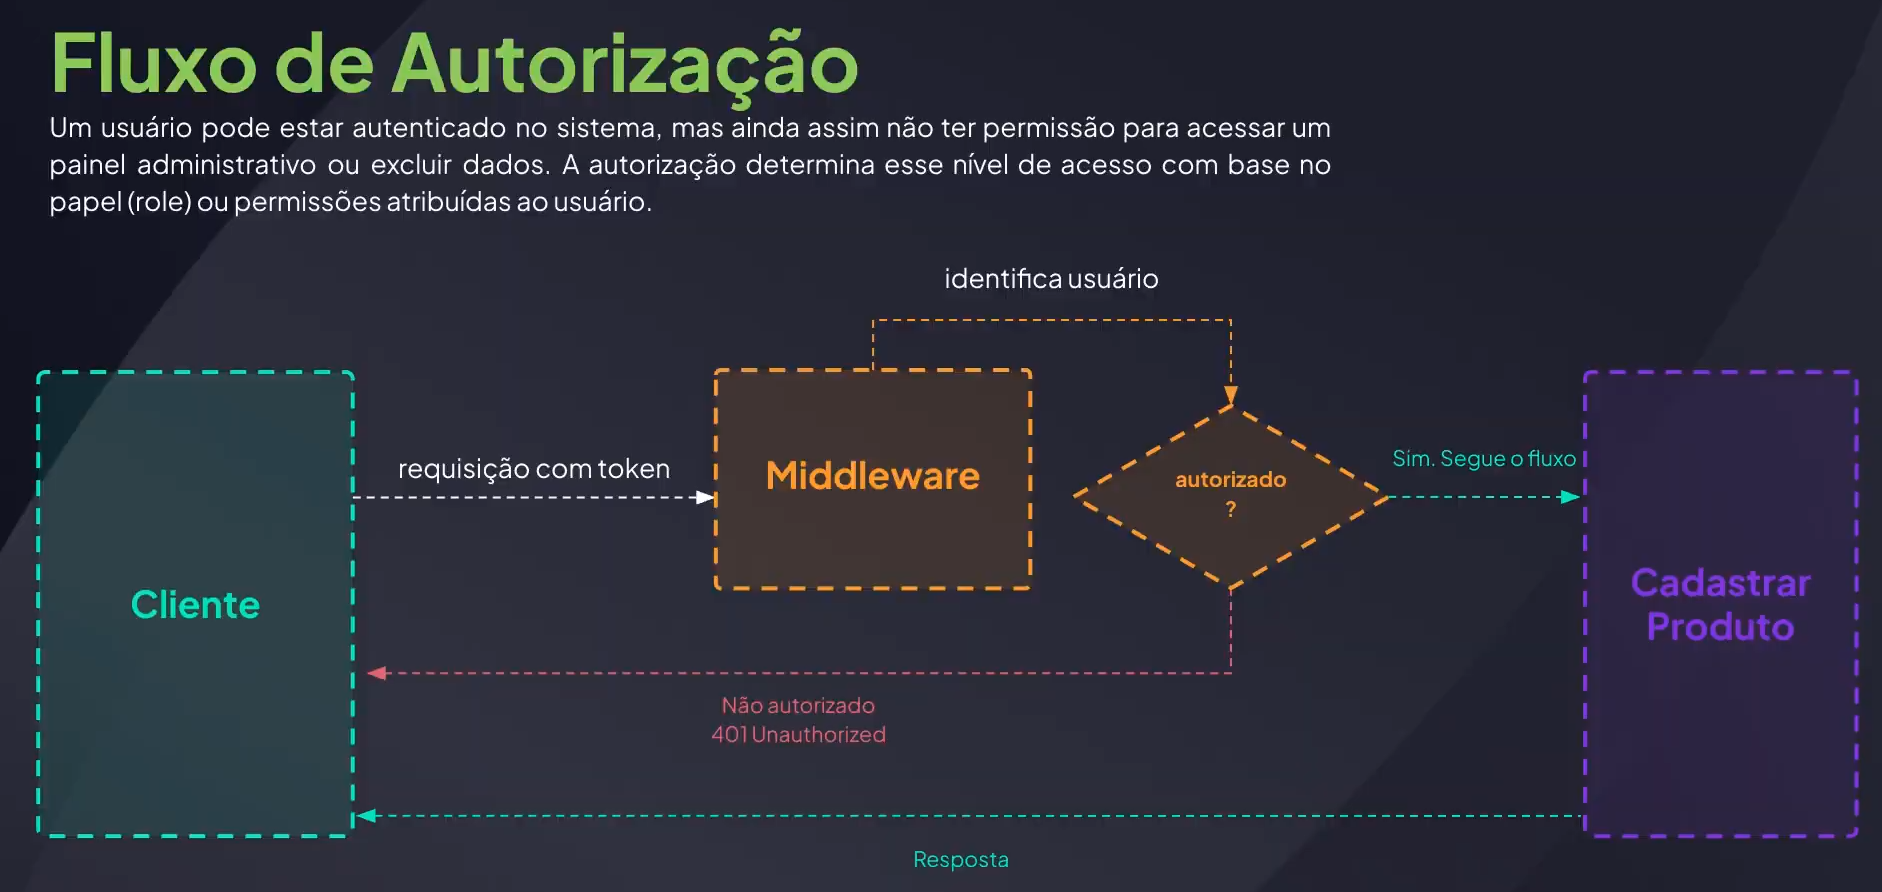 Fluxo de Autorização
Um usuário pode estar autenticado no sistema, mas ainda assim não ter permissão para acessar um
painel administrativo ou excluir dados. A autorização determina esse nível de acesso com base no
papel (role) ou permissões atribuídas ao usuário.
identifica usuário
requisição com token
Middleware
autorizado
?
Sim. Segue o fluxo
Cliente
Cadastrar
Produto
Não autorizado
401 Unauthorized
Resposta